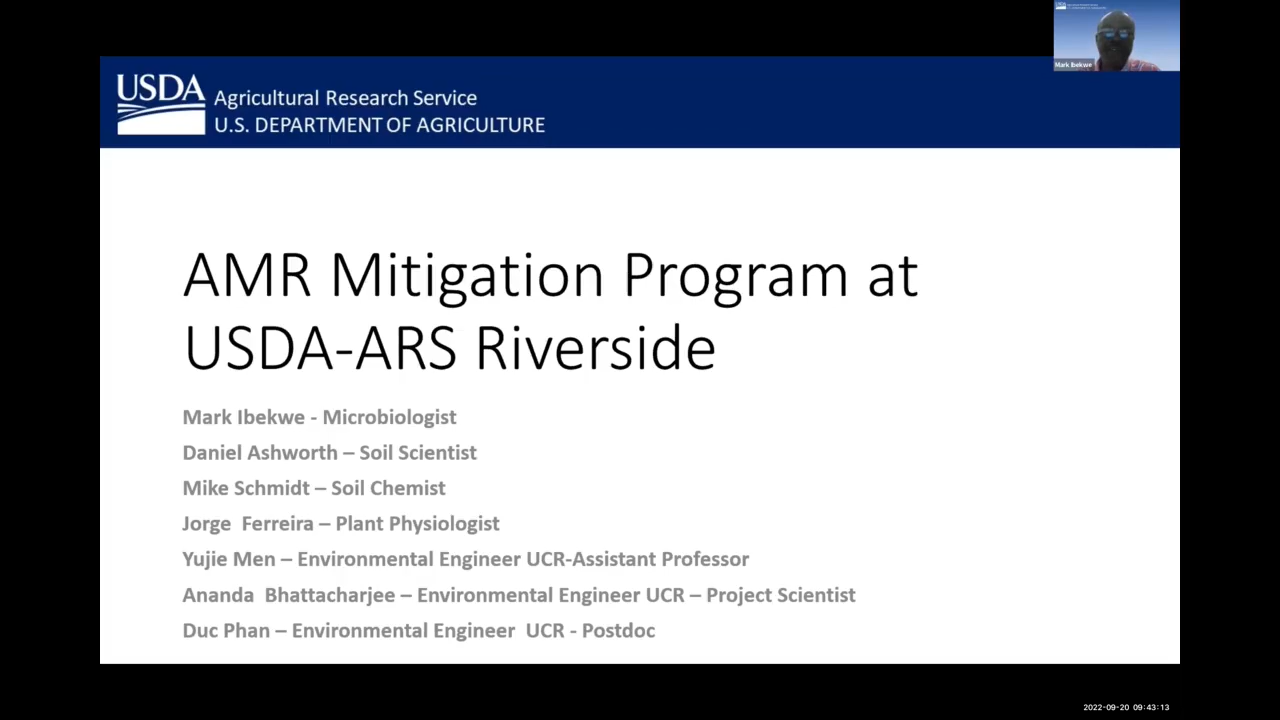 Mark Ibekwe
USDA
Agricultural Research Service
U.S. DEPARTMENT OF AGRICULTURE
AMR Mitigation Program at
USDA-ARS Riverside
Mark Ibekwe - Microbiologist
Daniel Ashworth – Soil Scientist
Mike Schmidt – Soil Chemist
Jorge  Ferreira – Plant Physiologist
Yujie Men – Environmental Engineer UCR-Assistant Professor
Ananda  Bhattacharjee – Environmental Engineer UCR – Project Scientist
Duc Phan – Environmental Engineer  UCR - Postdoc
2022-09-20 09:43:13